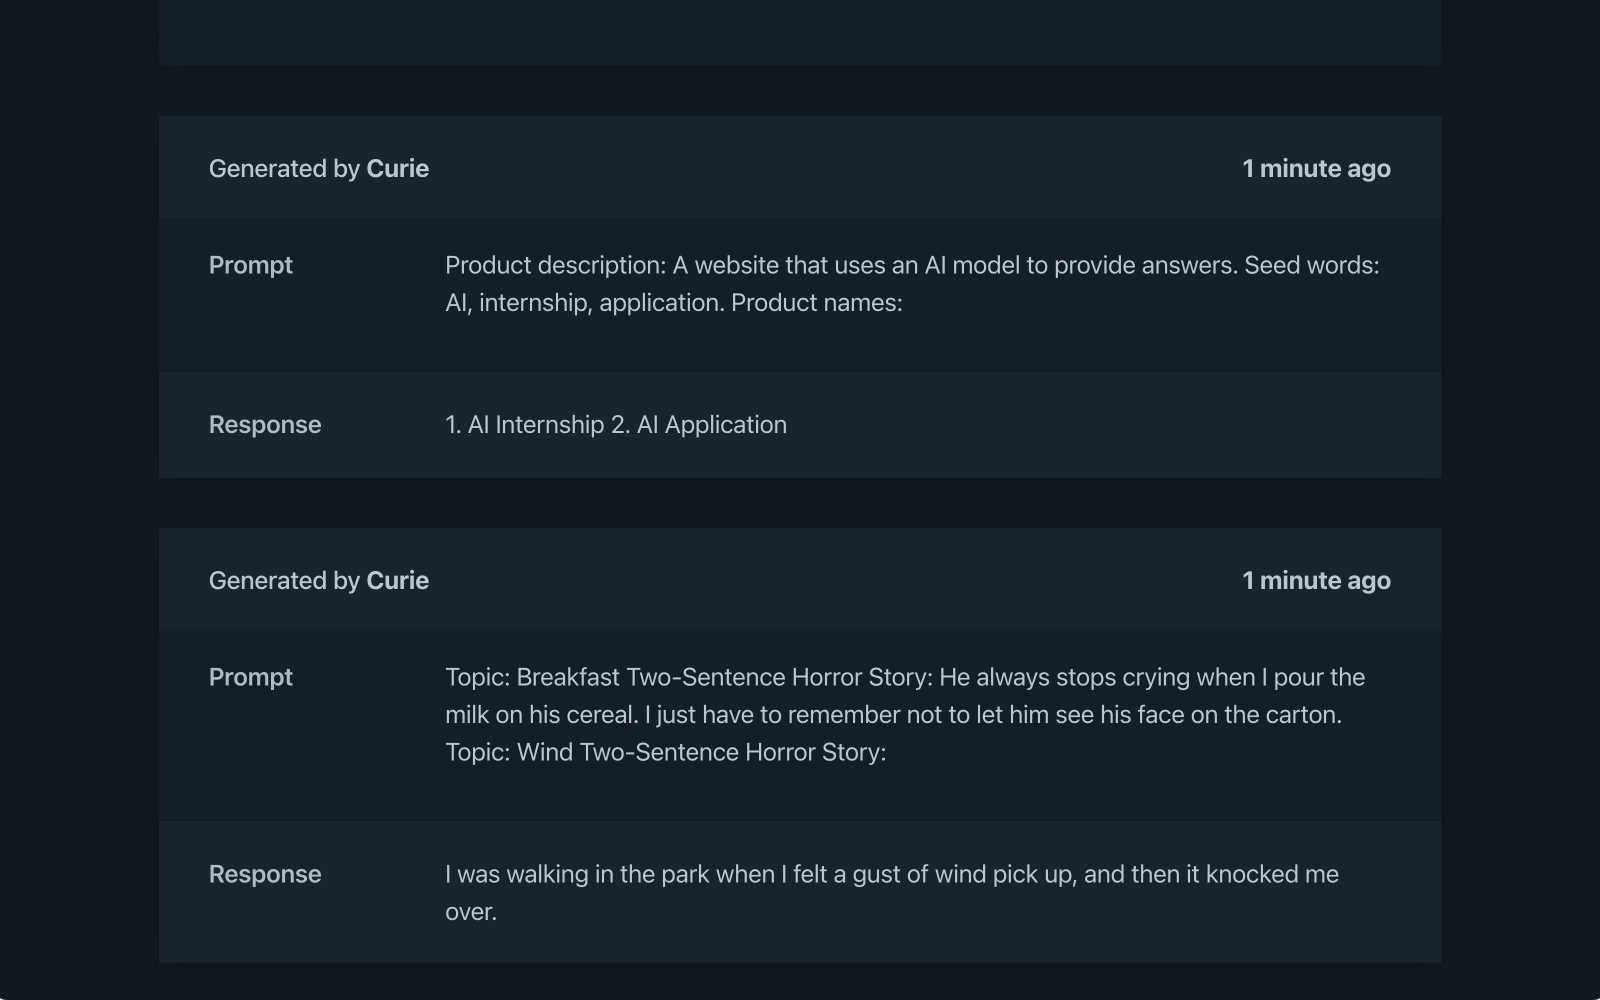 Generated by Curie
1 minute ago
Prompt
Product description: A website that uses an AI model to provide answers. Seed words:
AI, internship, application. Product names:
Response
1. AI Internship 2. AI Application
Generated by Curie
1 minute ago
Prompt
Topic: Breakfast Two-Sentence Horror Story: He always stops crying when I pour the
milk on his cereal. I just have to remember not to let him see his face on the carton.
Topic: Wind Two-Sentence Horror Story:
Response
I was walking in the park when I felt a gust of wind pick up, and then it knocked me
over.